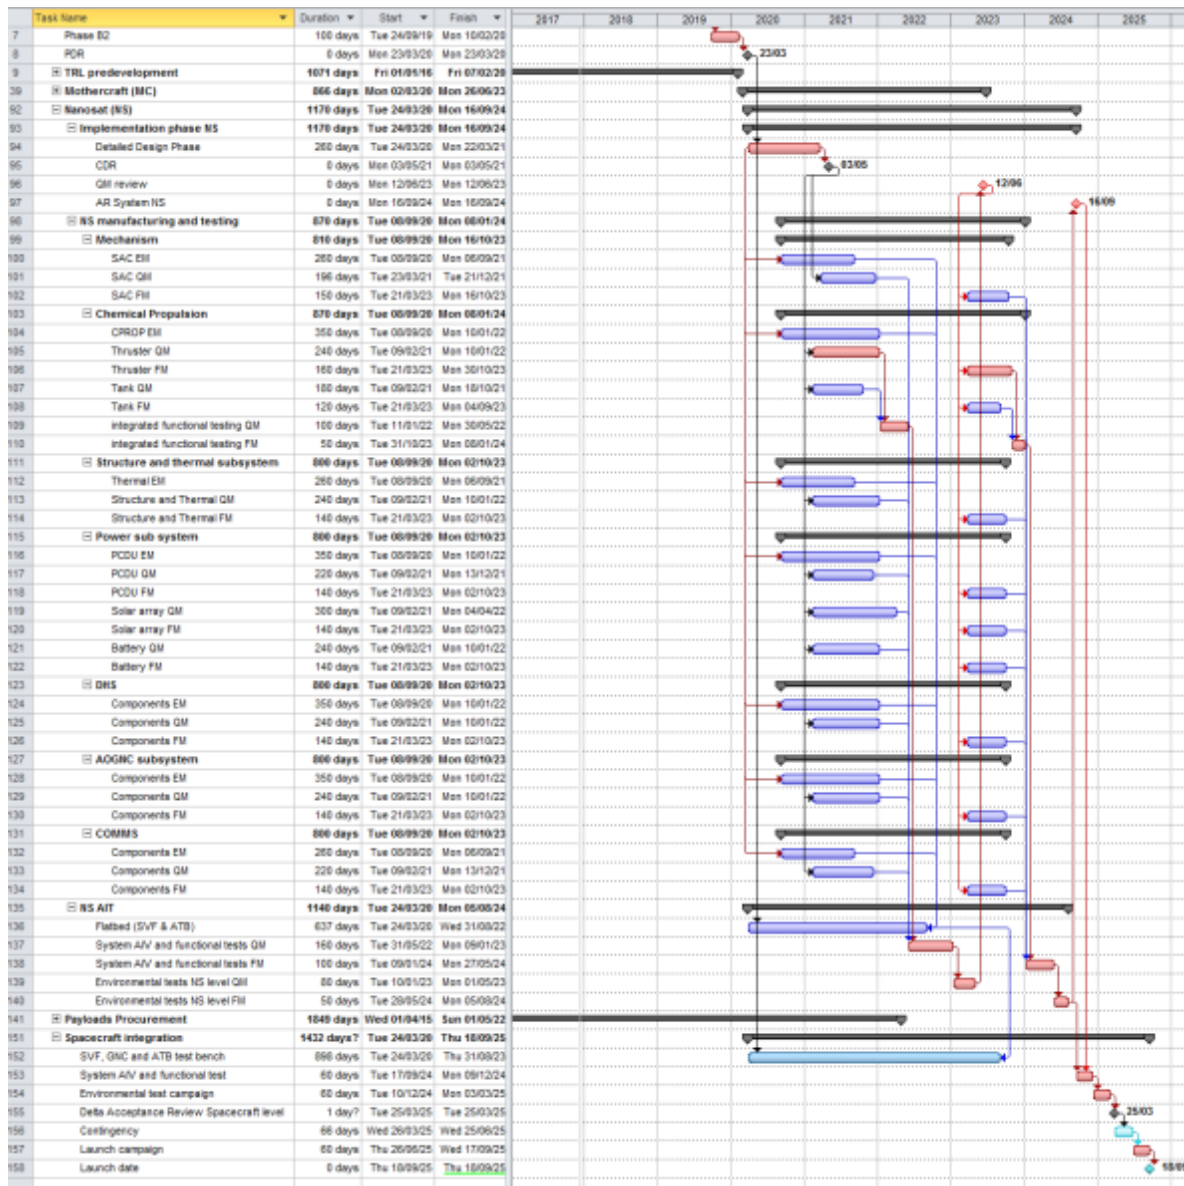 Task Name Duration Start Finish 2017 2018 2019 2020 2021 2022 2023 2024 2025
7 Phase B2 100 days Tue 24/09/19 Mon 10/02/20
8 PDR 0 days Mon 23/03/20 Mon 23/03/20 23/03
9 TRL predevelopment 1071 days Fri 01/01/16 Fri 07/02/20
39 Mothercraft (MC) 866 days Mon 02/03/20 Mon 26/06/23
92 Nanosat (NS) 1170 days Tue 24/03/20 Mon 16/09/24
93 Implementation phase NS 1170 days Tue 24/03/20 Mon 16/09/24
94 Detailed Design Phase 260 days Tue 24/03/20 Mon 22/03/21
95 CDR 0 days Mon 03/05/21 Mon 03/05/21 03/05
96 QM review 0 days Mon 12/06/23 Mon 12/06/23 12/06
97 AR System NS 0 days Mon 16/09/24 Mon 16/09/24 16/09
98 NS manufacturing and testing 870 days Tue 08/09/20 Mon 08/01/24
99 Mechanism 810 days Tue 08/09/20 Mon 16/10/23
100 SAC EM 260 days Tue 08/09/20 Mon 06/09/21
101 SAC QM 196 days Tue 23/03/21 Tue 21/12/21
102 SAC FM 150 days Tue 21/03/23 Mon 16/10/23
103 Chemical Propulsion 870 days Tue 08/09/20 Mon 08/01/24
104 CPROP EM 350 days Tue 08/09/20 Mon 10/01/22
105 Thruster QM 240 days Tue 09/02/21 Mon 10/01/22
106 Thruster FM 160 days Tue 21/03/23 Mon 30/10/23
107 Tank QM 180 days Tue 09/02/21 Mon 18/10/21
108 Tank FM 120 days Tue 21/03/23 Mon 04/09/23
109 integrated functional testing QM 100 days Tue 11/01/22 Mon 30/05/22
110 integrated functional testing FM 50 days Tue 31/10/23 Mon 08/01/24
111 Structure and thermal subsystem 800 days Tue 08/09/20 Mon 02/10/23
112 Thermal EM 260 days Tue 08/09/20 Mon 06/09/21
113 Structure and Thermal QM 240 days Tue 09/02/21 Mon 10/01/22
114 Structure and Thermal FM 140 days Tue 21/03/23 Mon 02/10/23
115 Power sub system 800 days Tue 08/09/20 Mon 02/10/23
116 PCDU EM 350 days Tue 08/09/20 Mon 10/01/22
117 PCDU QM 220 days Tue 09/02/21 Mon 13/12/21
118 PCDU FM 140 days Tue 21/03/23 Mon 02/10/23
119 Solar array QM 300 days Tue 09/02/21 Mon 04/04/22
120 Solar array FM 140 days Tue 21/03/23 Mon 02/10/23
121 Battery QM 240 days Tue 09/02/21 Mon 10/01/22
122 Battery FM 140 days Tue 21/03/23 Mon 02/10/23
123 DHS 800 days Tue 08/09/20 Mon 02/10/23
124 Components EM 350 days Tue 08/09/20 Mon 10/01/22
125 Components QM 240 days Tue 09/02/21 Mon 10/01/22
126 Components FM 140 days Tue 21/03/23 Mon 02/10/23
127 AOGNC subsystem 800 days Tue 08/09/20 Mon 02/10/23
128 Components EM 350 days Tue 08/09/20 Mon 10/01/22
129 Components QM 240 days Tue 09/02/21 Mon 10/01/22
130 Components FM 140 days Tue 21/03/23 Mon 02/10/23
131 COMMS 800 days Tue 08/09/20 Mon 02/10/23
132 Components EM 260 days Tue 08/09/20 Mon 06/09/21
133 Components QM 220 days Tue 09/02/21 Mon 13/12/21
134 Components FM 140 days Tue 21/03/23 Mon 02/10/23
135 NS AIT 1140 days Tue 24/03/20 Mon 05/08/24
136 Flatbed (SVF & ATB) 637 days Tue 24/03/20 Wed 31/08/22
137 System AIV and functional tests QM 160 days Tue 31/05/22 Mon 09/01/23
138 System AIV and functional tests FM 100 days Tue 09/01/24 Mon 27/05/24
139 Environmental tests NS level QM 80 days Tue 10/01/23 Mon 01/05/23
140 Environmental tests NS level FM 50 days Tue 28/05/24 Mon 05/08/24
141 Payloads Procurement 1849 days Wed 01/04/15 Sun 01/05/22
151 Spacecraft integration 1432 days? Tue 24/03/20 Thu 18/09/25
152 SVF, GNC and ATB test bench 898 days Tue 24/03/20 Thu 31/08/23
153 System AIV and functional test 60 days Tue 17/09/24 Mon 09/12/24
154 Environmental test campaign 60 days Tue 10/12/24 Mon 03/03/25
155 Delta Acceptance Review Spacecraft level 1 day? Tue 25/03/25 Tue 25/03/25 25/03
156 Contingency 66 days Wed 26/03/25 Wed 25/06/25
157 Launch campaign 60 days Thu 26/06/25 Wed 17/09/25
158 Launch date 0 days Thu 18/09/25 Thu 18/09/25